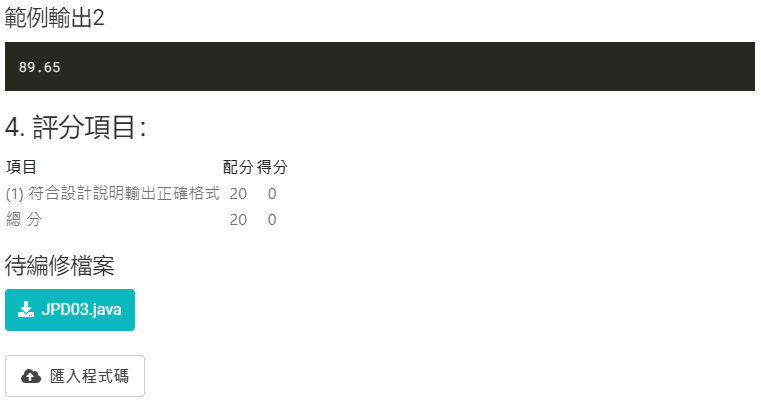 範例輸出2
89.65
4. 評分項目:
項目 配分 得分
(1) 符合設計說明輸出正確格式 20 0
總 分 20 0
待編修檔案
JPD03.java
匯入程式碼